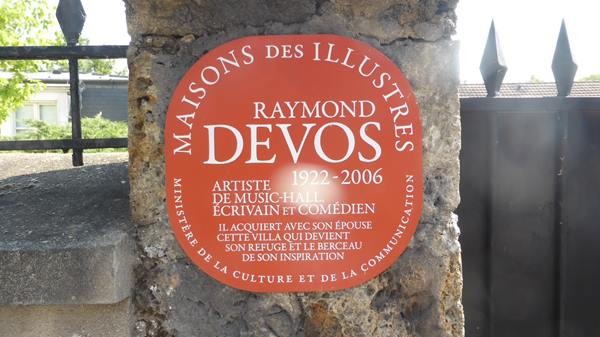 MAISONS DES ILLUSTRES
RAYMOND
DEVOS
1922 - 2006
ARTISTE
DE MUSIC-HALL,
ÉCRIVAIN ET COMÉDIEN
IL ACQUIERT AVEC SON ÉPOUSE
CETTE VILLA QUI DEVIENT
SON REFUGE ET LE BERCEAU
DE SON INSPIRATION
MINISTÈRE DE LA CULTURE ET DE LA COMMUNICATION